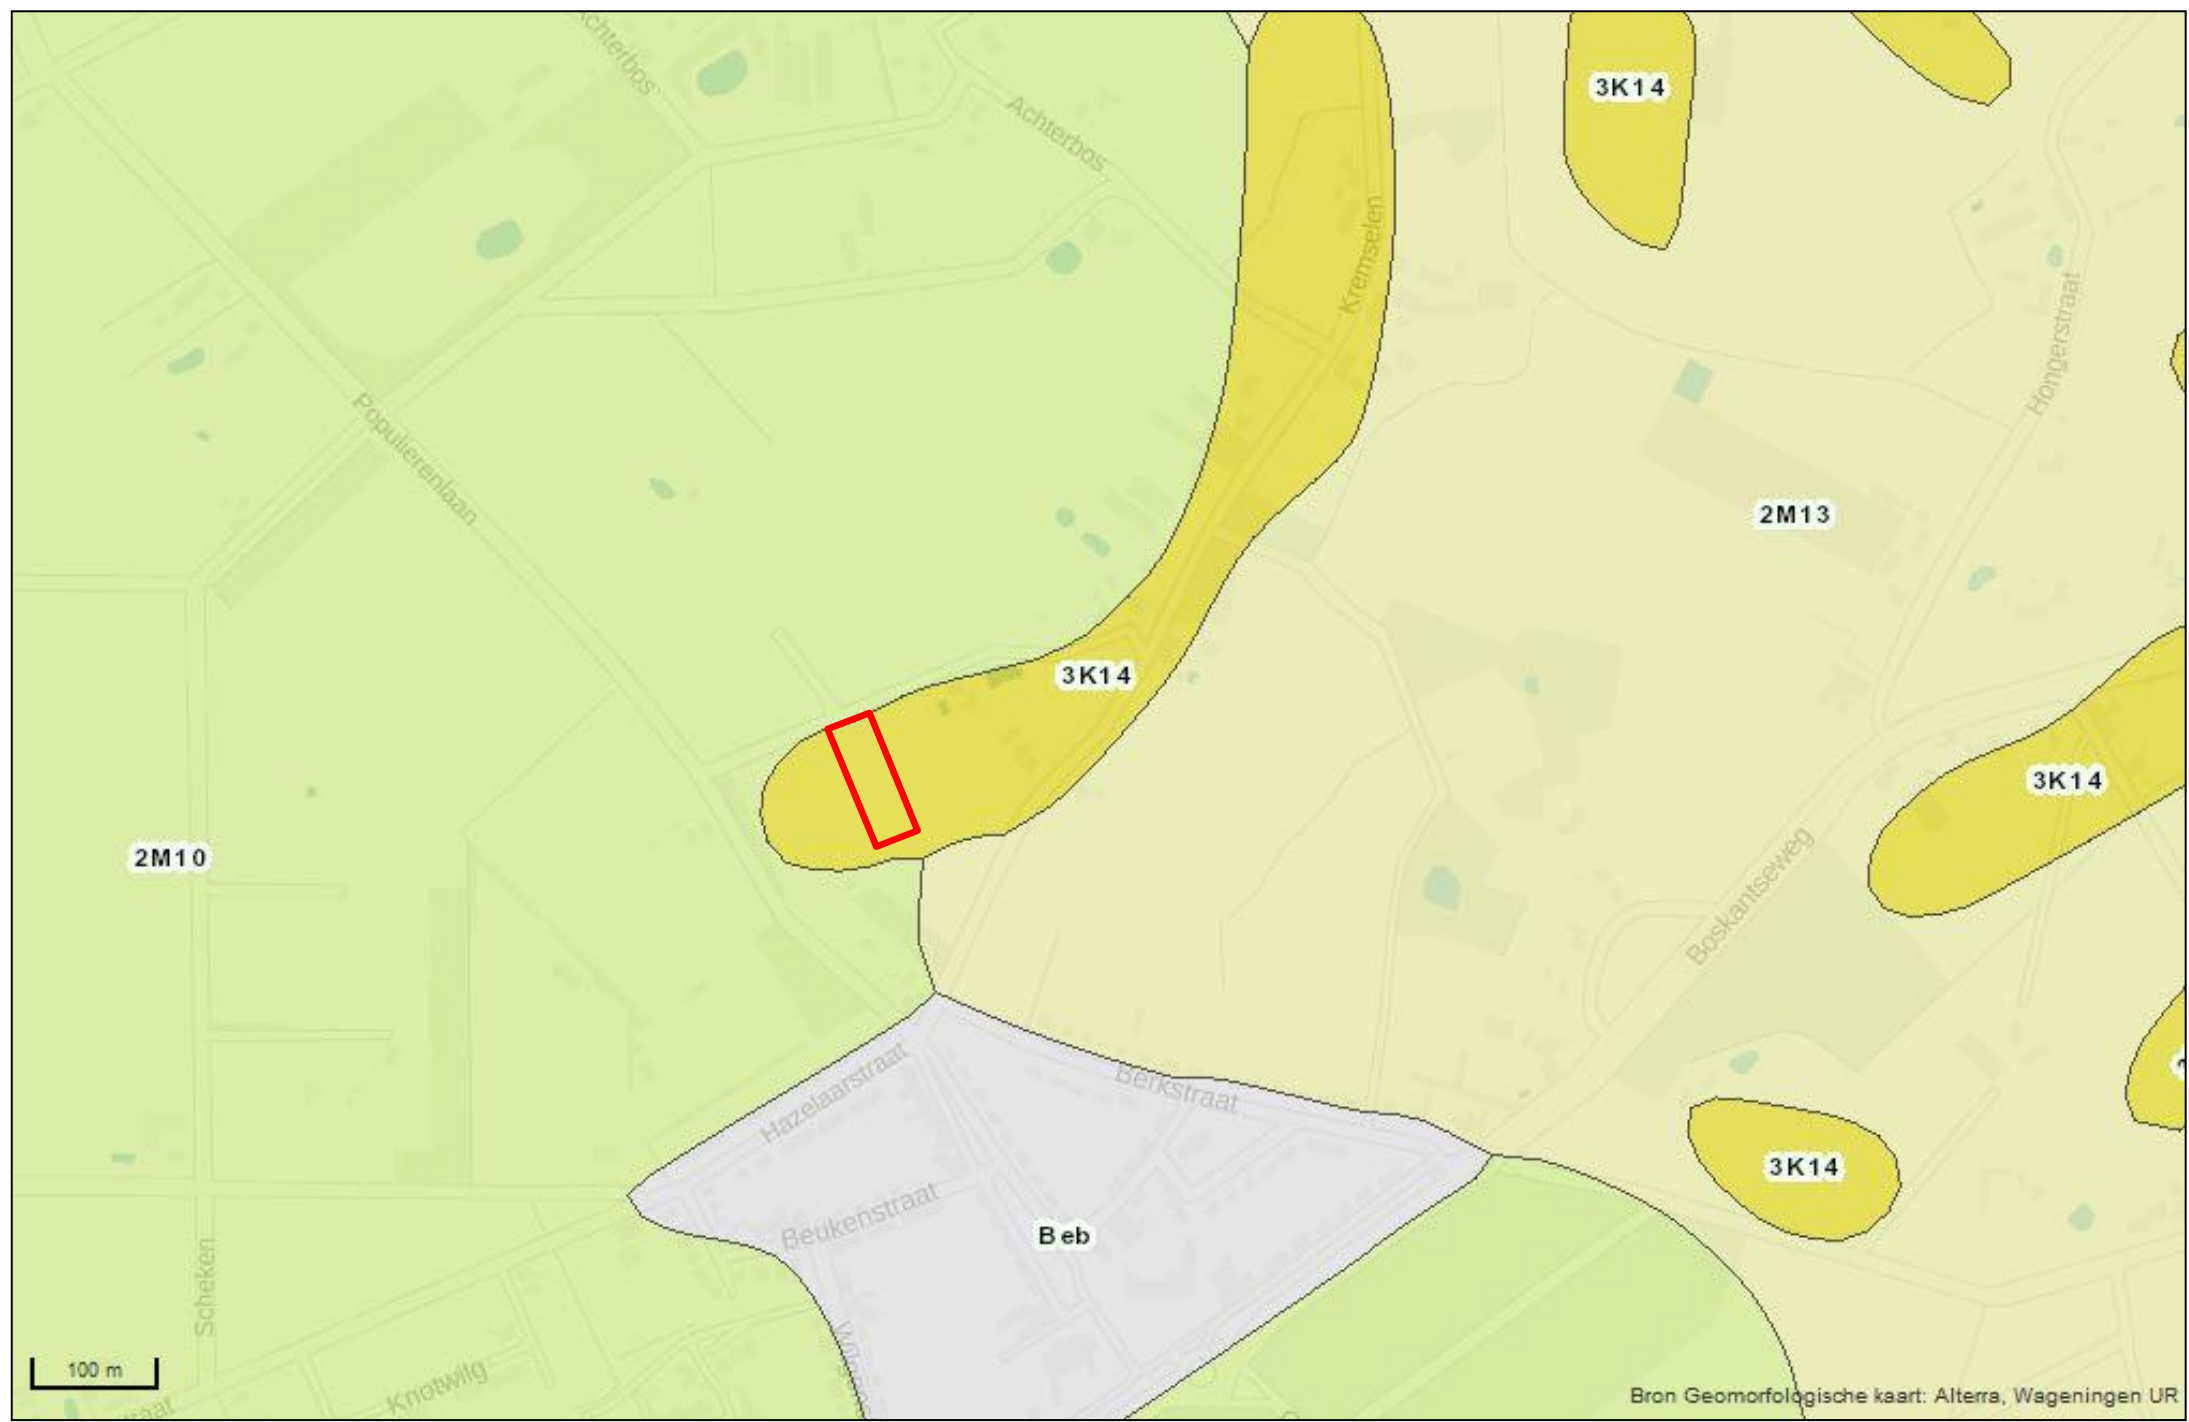 Achterbos
3K14
Achterbos
Kremselen
Hongerstraat
Populierenlaan
2M13
3K14
3K14
2M10
Boskantseweg
Hazelaarstraat
Berkstraat
3K14
Beukenstraat
Beb
Scheken
Knotwilg
100 m
Bron Geomorfologische kaart: Alterra, Wageningen UR